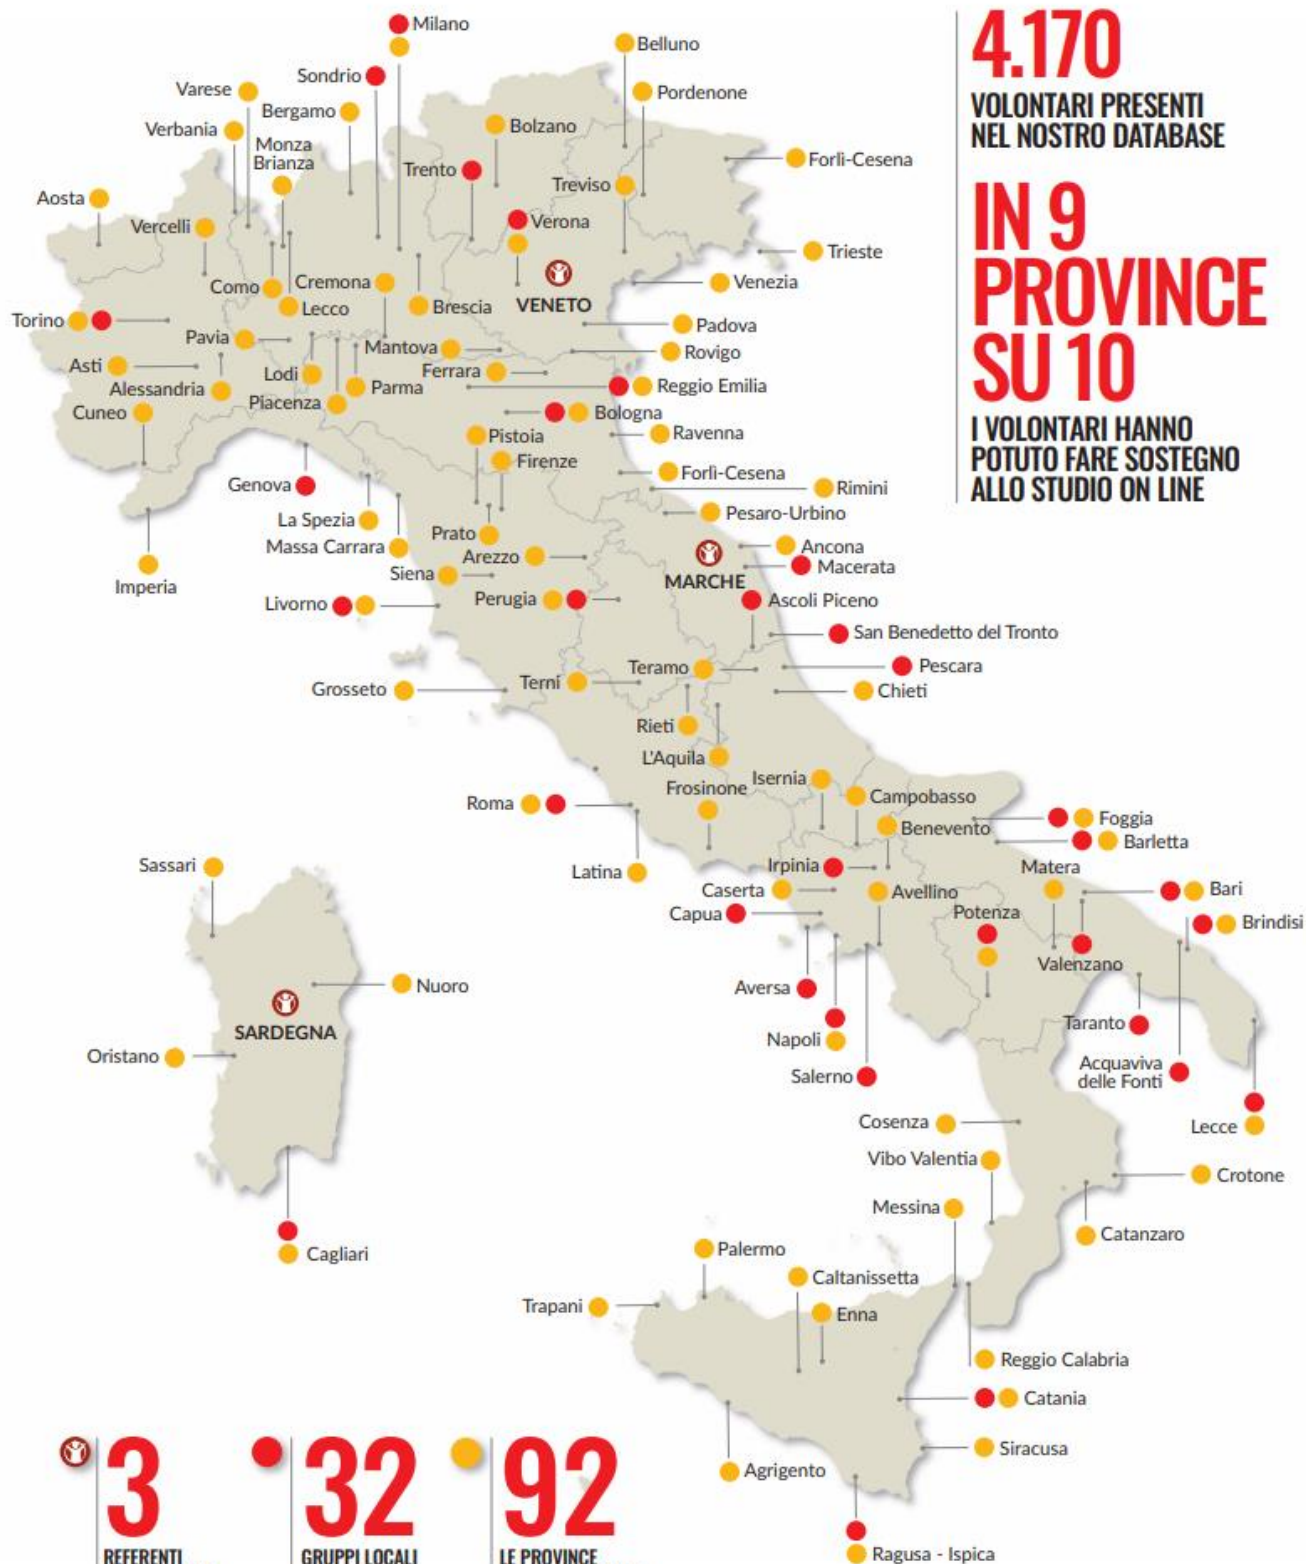 Milano
Belluno
Sondrio
Varese
Bergamo
Pordenone
Verbania
Bolzano
Monza
Brianza
Forlì-Cesena
Trento
Treviso
Aosta
Vercelli
Verona
Trieste
Como
Cremona
Venezia
Lecco
Brescia
VENETO
Torino
Padova
Pavia
Mantova
Rovigo
Asti
Lodi
Ferrara
Alessandria
Parma
Reggio Emilia
Piacenza
Cuneo
Bologna
Pistoia
Ravenna
Firenze
Forlì-Cesena
Genova
Rimini
La Spezia
Pesaro-Urbino
Prato
Massa Carrara
Ancona
Arezzo
Macerata
Siena
MARCHE
Imperia
Livorno
Perugia
Ascoli Piceno
San Benedetto del Tronto
Teramo
Pescara
Grosseto
Terni
Chieti
Rieti
L'Aquila
Isernia
Frosinone
Campobasso
Roma
Foggia
Benevento
Barletta
Sassari
Latina
Irpinia
Matera
Caserta
Avellino
Bari
Capua
Potenza
Brindisi
Valenzano
Nuoro
Aversa
SARDEGNA
Taranto
Napoli
Oristano
Acquaviva
delle Fonti
Salerno
Cosenza
Lecce
Vibo Valentia
Crotone
Messina
Catanzaro
Cagliari
Palermo
Caltanissetta
Trapani
Enna
Reggio Calabria
Catania
Siracusa
Agrigento
Ragusa - Ispica
4.170
VOLONTARI PRESENTI
NEL NOSTRO DATABASE
IN 9
PROVINCE
SU 10
I VOLONTARI HANNO
POTUTO FARE SOSTEGNO
ALLO STUDIO ON LINE
3
REFERENTI
32
GRUPPI LOCALI
92
LE PROVINCE